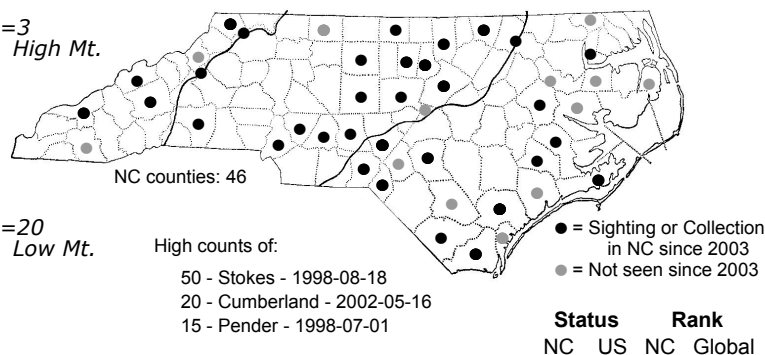 =3
High Mt.
NC counties: 46
=20
Low Mt.
High counts of:
50 - Stokes - 1998-08-18
20 - Cumberland - 2002-05-16
15 - Pender - 1998-07-01
= Sighting or Collection
in NC since 2003
= Not seen since 2003
Status Rank
NC US NC Global